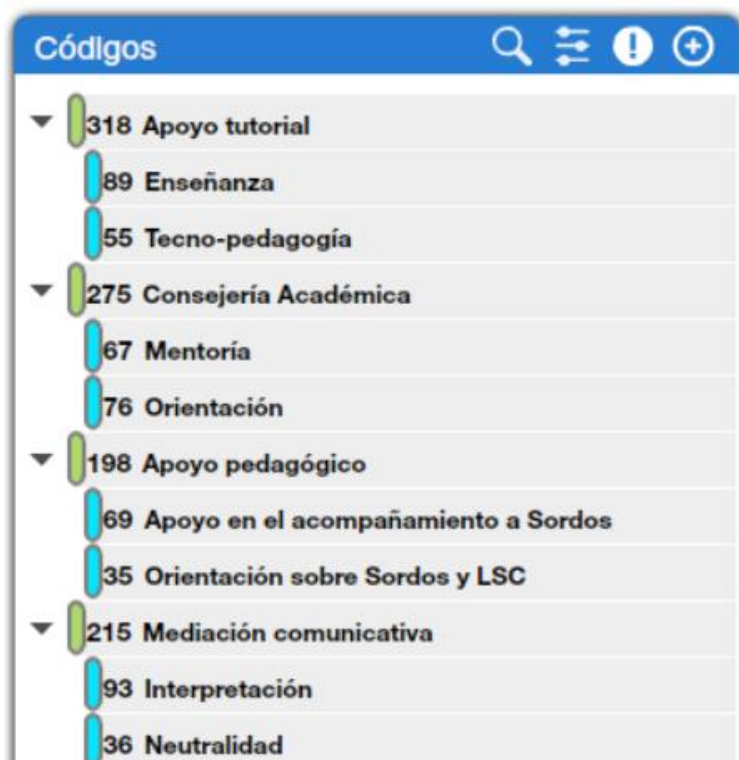 Códigos
318 Apoyo tutorial
89 Enseñanza
55 Tecno-pedagogía
275 Consejería Académica
67 Mentoría
76 Orientación
198 Apoyo pedagógico
69 Apoyo en el acompañamiento a Sordos
35 Orientación sobre Sordos y LSC
215 Mediación comunicativa
93 Interpretación
36 Neutralidad